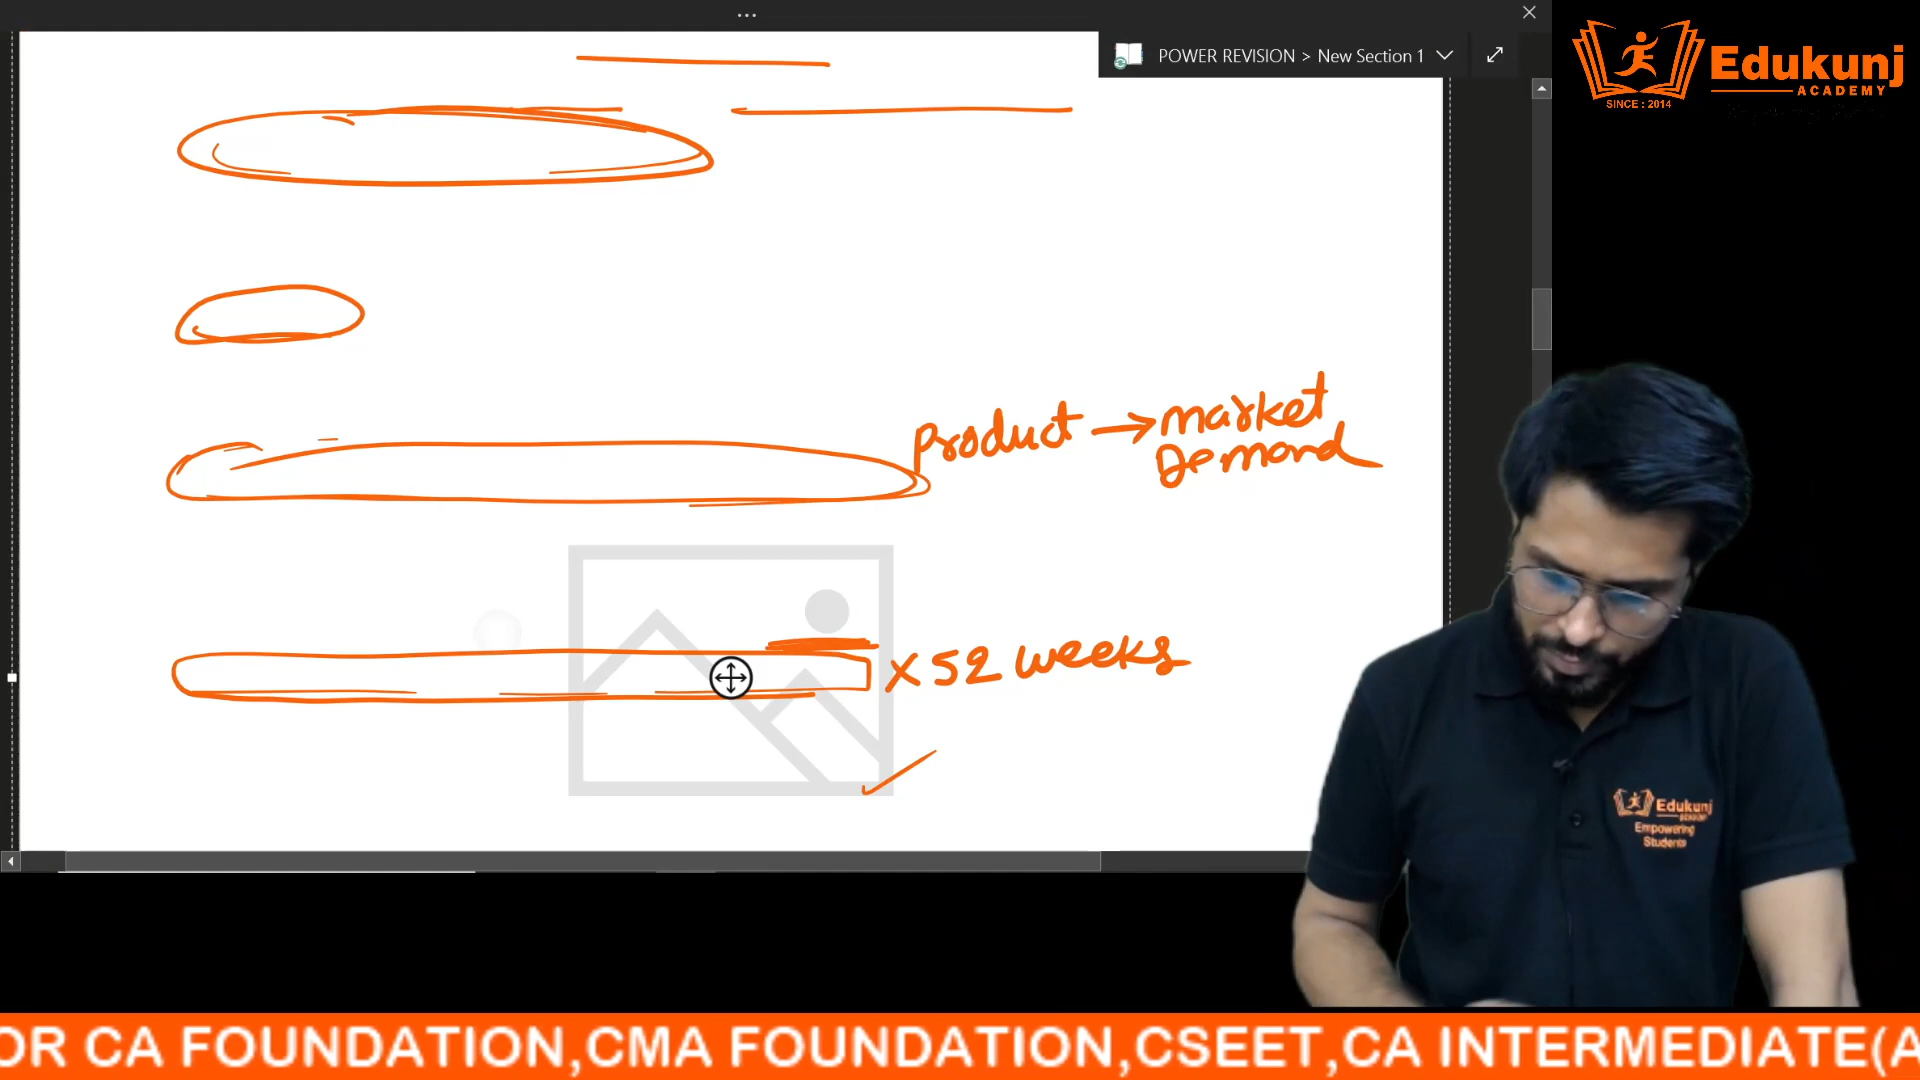 POWER REVISION > New Section 1
Edukunj
ACADEMY
SINCE : 2014
Product → market
Demand
x 52 weeks
Edukunj
ACADEMY
Empowering
Students
OR CA FOUNDATION,CMA FOUNDATION,CSEET,CA INTERMEDIATE(A